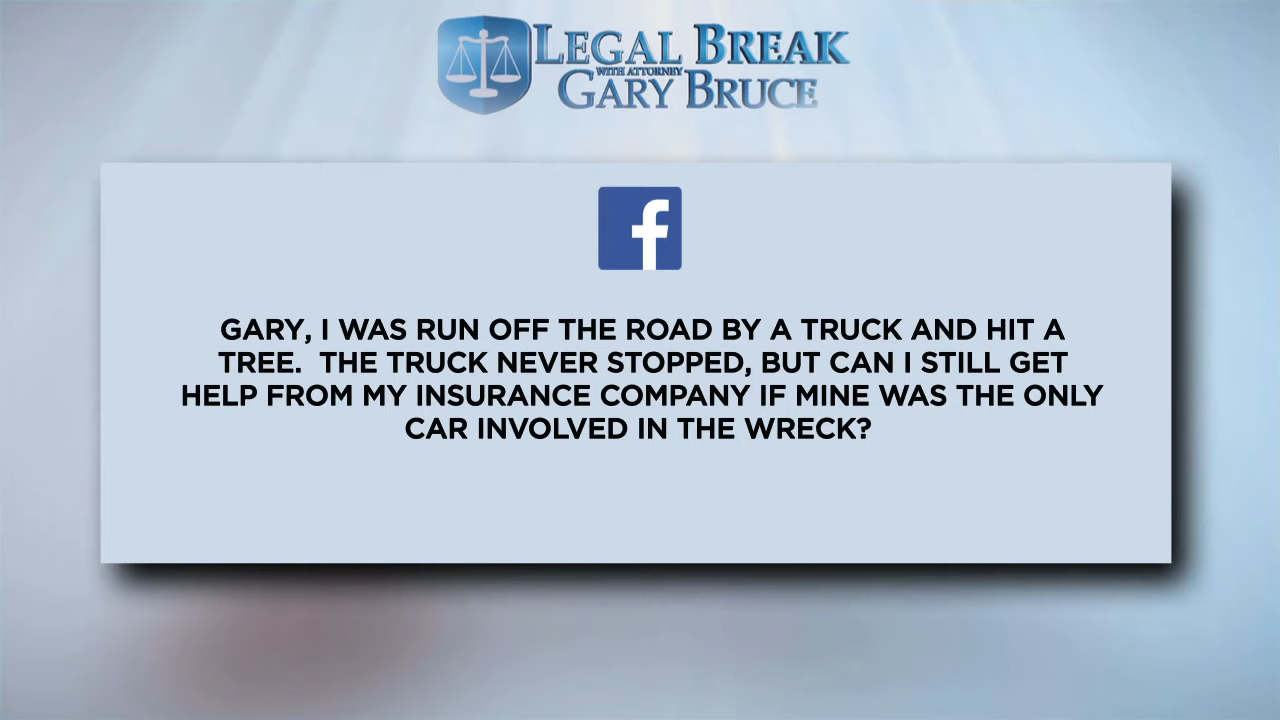 LEGAL BREAK
WITH ATTORNEY
GARY BRUCE
f
GARY, I WAS RUN OFF THE ROAD BY A TRUCK AND HIT A
TREE.  THE TRUCK NEVER STOPPED, BUT CAN I STILL GET
HELP FROM MY INSURANCE COMPANY IF MINE WAS THE ONLY
CAR INVOLVED IN THE WRECK?